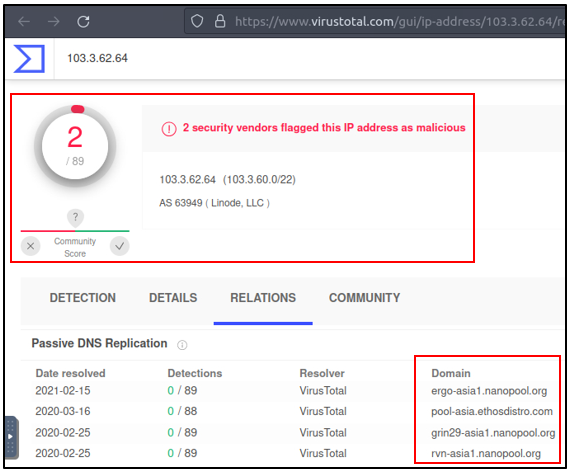 https://www.virustotal.com/gui/ip-address/103.3.62.64/re
103.3.62.64
2
/ 89
?
Community
Score
2 security vendors flagged this IP address as malicious
103.3.62.64 (103.3.60.0/22)
AS 63949 ( Linode, LLC )
DETECTION DETAILS RELATIONS COMMUNITY
Passive DNS Replication
Date resolved Detections Resolver Domain
2021-02-15 0 / 89 VirusTotal ergo-asia1.nanopool.org
2020-03-16 0 / 88 VirusTotal pool-asia.ethosdistro.com
2020-02-25 0 / 89 VirusTotal grin29-asia1.nanopool.org
2020-02-25 0 / 89 VirusTotal rvn-asia1.nanopool.org